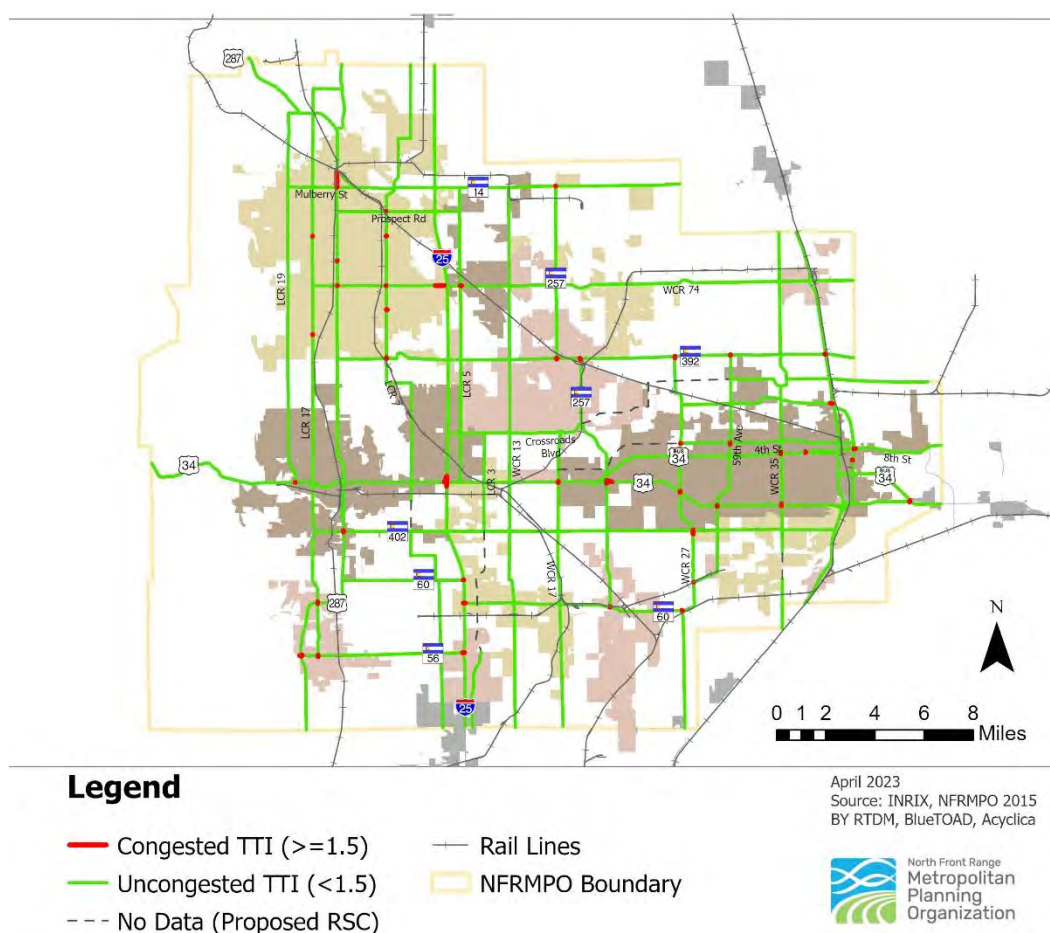 287
14
Mulberry St
Prospect Rd
25
257
LCR 19
WCR 74
392
LCR 17
LCR 7
LCR 5
257
Crossroads
Blvd
WCR 13
LCR 3
34
34
BUS
34
59th Ave
4th St
WCR 35
8th St
BUS
34
402
60
287
WCR 17
WCR 27
60
56
25
N
0 1 2 4 6 8
Miles
Legend
Congested TTI (>=1.5)
Uncongested TTI (<1.5)
No Data (Proposed RSC)
Rail Lines
NFRMPO Boundary
April 2023
Source: INRIX, NFRMPO 2015
BY RTDM, BlueTOAD, Acyclica
North Front Range
Metropolitan
Planning
Organization